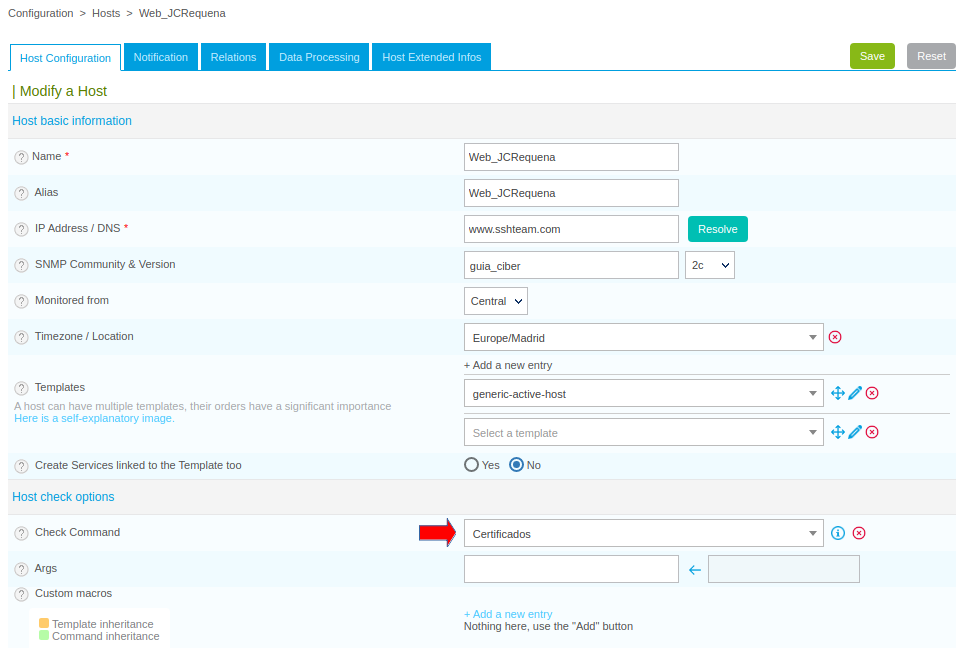 Configuration > Hosts > Web_JCRequena
Host Configuration Notification Relations Data Processing Host Extended Infos Save Reset
| Modify a Host
Host basic information
? Name * Web_JCRequena
? Alias Web_JCRequena
? IP Address / DNS * www.sshteam.com Resolve
? SNMP Community & Version guia_ciber 2c
? Monitored from Central
? Timezone / Location Europe/Madrid
+ Add a new entry
? Templates generic-active-host
A host can have multiple templates, their orders have a significant importance
Here is a self-explanatory image.
Select a template
? Create Services linked to the Template too Yes No
Host check options
? Check Command Certificados
? Args
? Custom macros
+ Add a new entry
Template inheritance Nothing here, use the "Add" button
Command inheritance